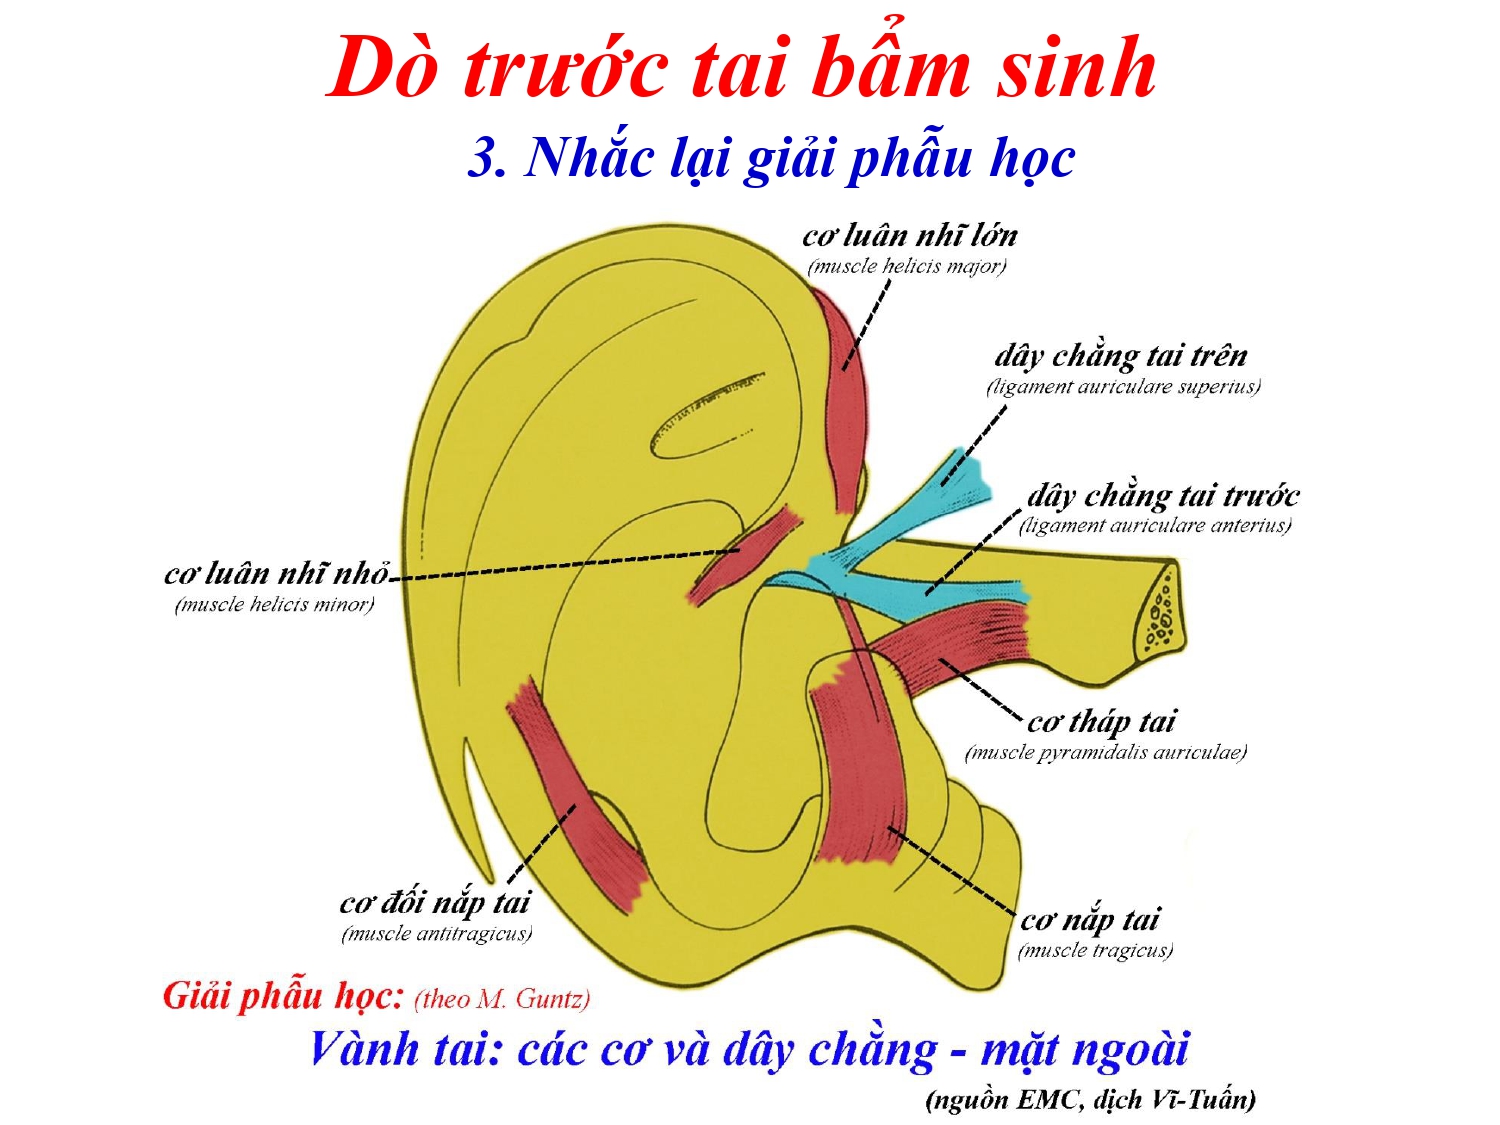 Dò trước tai bẩm sinh
3. Nhắc lại giải phẫu học
cơ luân nhĩ lớn
(muscle helicis major)
dây chằng tai trên
(ligament auriculare superius)
dây chằng tai trước
(ligament auriculare anterius)
cơ luân nhĩ nhỏ
(muscle helicis minor)
cơ tháp tai
(muscle pyramidalis auriculae)
cơ đối nắp tai
(muscle antitragicus)
cơ nắp tai
(muscle tragicus)
Giải phẫu học: (theo M. Guntz)
Vành tai: các cơ và dây chằng - mặt ngoài
(nguồn EMC, dịch Vĩ-Tuấn)